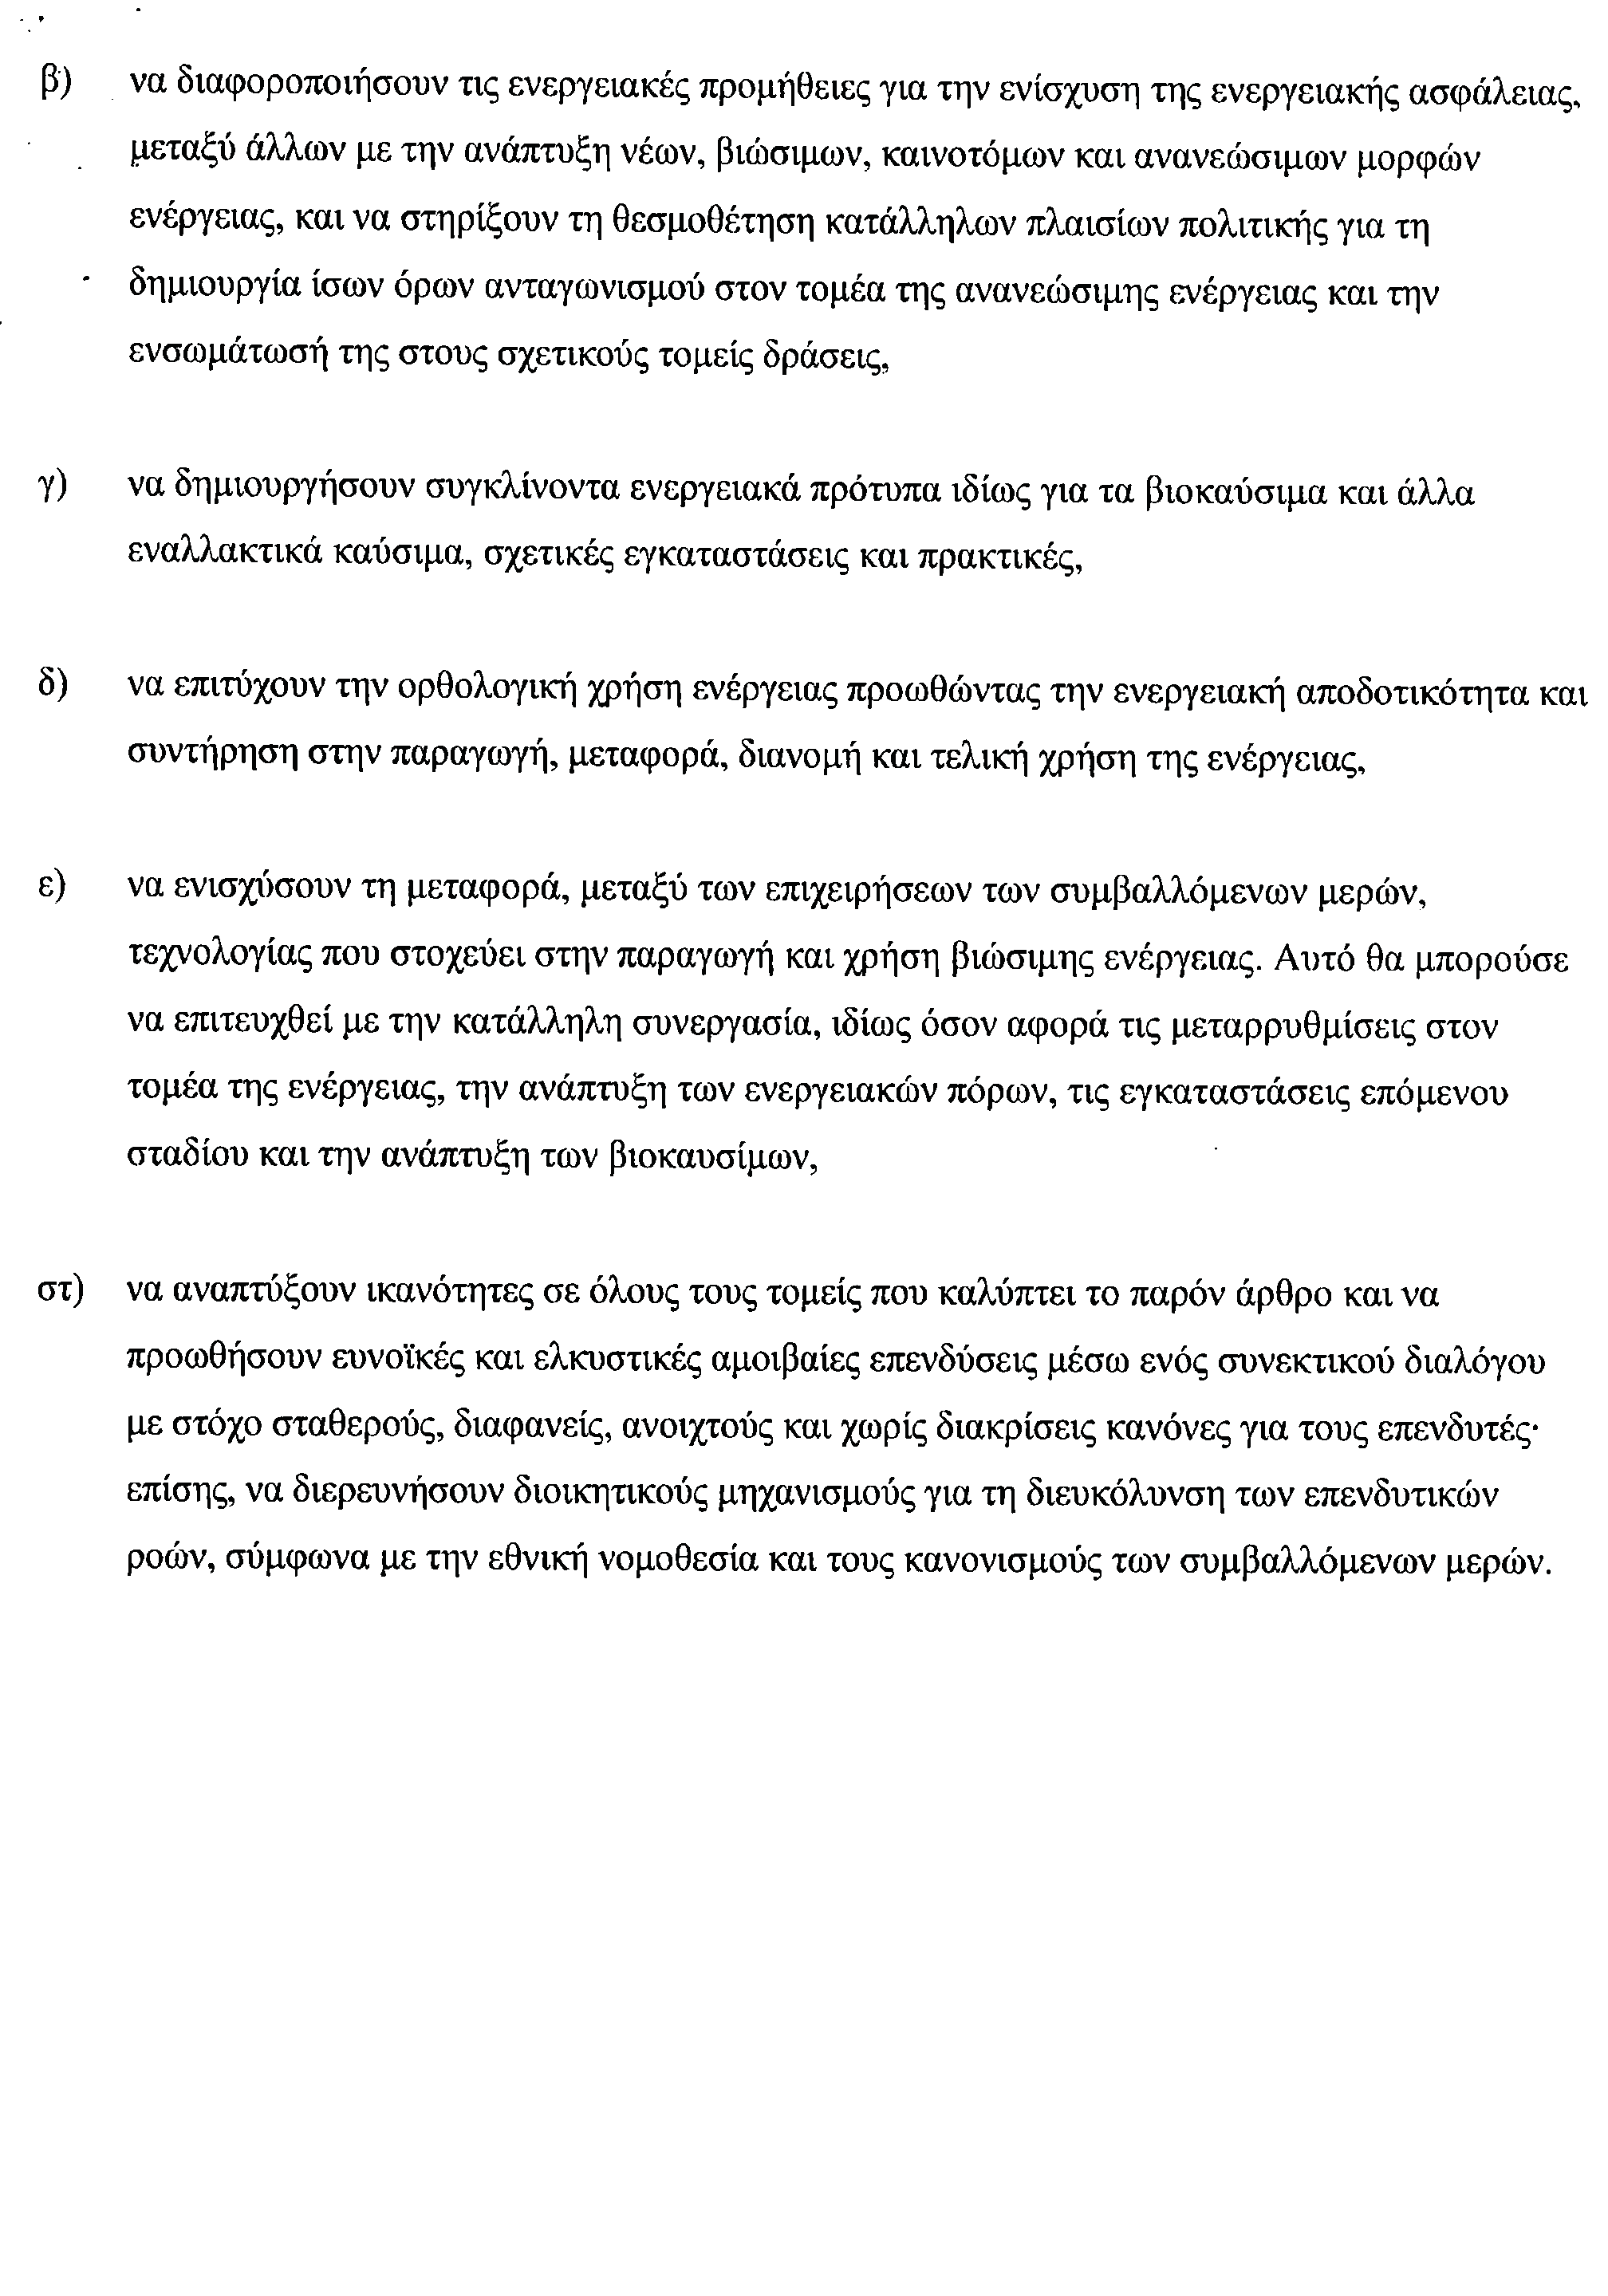 β) να διαφοροποιήσουν τις ενεργειακές προμήθειες για την ενίσχυση της ενεργειακής ασφάλειας,
μεταξύ άλλων με την ανάπτυξη νέων, βιώσιμων, καινοτόμων και ανανεώσιμων μορφών
ενέργειας, και να στηρίξουν τη θεσμοθέτηση κατάλληλων πλαισίων πολιτικής για τη
δημιουργία ίσων όρων ανταγωνισμού στον τομέα της ανανεώσιμης ενέργειας και την
ενσωμάτωσή της στους σχετικούς τομείς δράσεις,
γ) να δημιουργήσουν συγκλίνοντα ενεργειακά πρότυπα ιδίως για τα βιοκαύσιμα και άλλα
εναλλακτικά καύσιμα, σχετικές εγκαταστάσεις και πρακτικές,
δ) να επιτύχουν την ορθολογική χρήση ενέργειας προωθώντας την ενεργειακή αποδοτικότητα και
συντήρηση στην παραγωγή, μεταφορά, διανομή και τελική χρήση της ενέργειας,
ε) να ενισχύσουν τη μεταφορά, μεταξύ των επιχειρήσεων των συμβαλλόμενων μερών,
τεχνολογίας που στοχεύει στην παραγωγή και χρήση βιώσιμης ενέργειας. Αυτό θα μπορούσε
να επιτευχθεί με την κατάλληλη συνεργασία, ιδίως όσον αφορά τις μεταρρυθμίσεις στον
τομέα της ενέργειας, την ανάπτυξη των ενεργειακών πόρων, τις εγκαταστάσεις επόμενου
σταδίου και την ανάπτυξη των βιοκαυσίμων,
στ) να αναπτύξουν ικανότητες σε όλους τους τομείς που καλύπτει το παρόν άρθρο και να
προωθήσουν ευνοϊκές και ελκυστικές αμοιβαίες επενδύσεις μέσω ενός συνεκτικού διαλόγου
με στόχο σταθερούς, διαφανείς, ανοιχτούς και χωρίς διακρίσεις κανόνες για τους επενδυτές·
επίσης, να διερευνήσουν διοικητικούς μηχανισμούς για τη διευκόλυνση των επενδυτικών
ροών, σύμφωνα με την εθνική νομοθεσία και τους κανονισμούς των συμβαλλόμενων μερών.